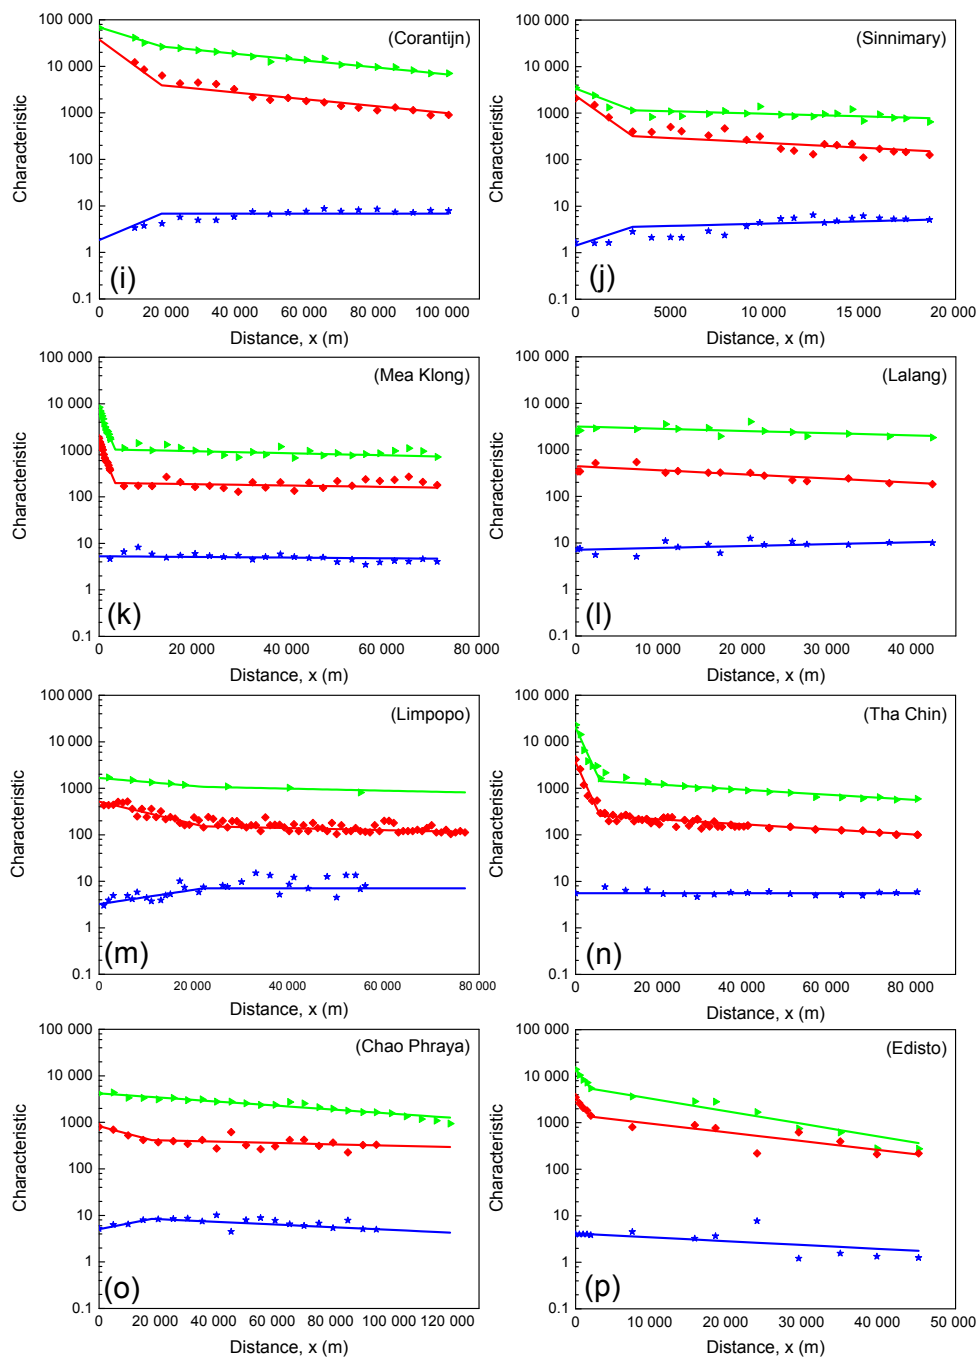 100 000
10 000
1000
100
10
1
0.1
Characteristic
(Corantijn)
(i)
0 20 000 40 000 60 000 80 000 100 000
Distance, x (m)
100 000
10 000
1000
100
10
1
0.1
Characteristic
(Sinnimary)
(j)
0 5000 10 000 15 000 20 000
Distance, x (m)
100 000
10 000
1000
100
10
1
0.1
Characteristic
(Mea Klong)
(k)
0 20 000 40 000 60 000 80 000
Distance, x (m)
100 000
10 000
1000
100
10
1
0.1
Characteristic
(Lalang)
(l)
0 10 000 20 000 30 000 40 000
Distance, x (m)
100 000
10 000
1000
100
10
1
0.1
Characteristic
(Limpopo)
(m)
0 20 000 40 000 60 000 80 000
Distance, x (m)
100 000
10 000
1000
100
10
1
0.1
Characteristic
(Tha Chin)
(n)
0 20 000 40 000 60 000 80 000
Distance, x (m)
100 000
10 000
1000
100
10
1
0.1
Characteristic
(Chao Phraya)
(o)
0 20 000 40 000 60 000 80 000 100 000 120 000
Distance, x (m)
100 000
10 000
1000
100
10
1
0.1
Characteristic
(Edisto)
(p)
0 10 000 20 000 30 000 40 000 50 000
Distance, x (m)